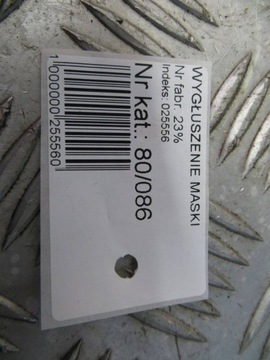 WYGŁUSZENIE MASKI
Nr fabr. 23%
Indeks: 025556
Nr kat.: 80/086
1000000255560